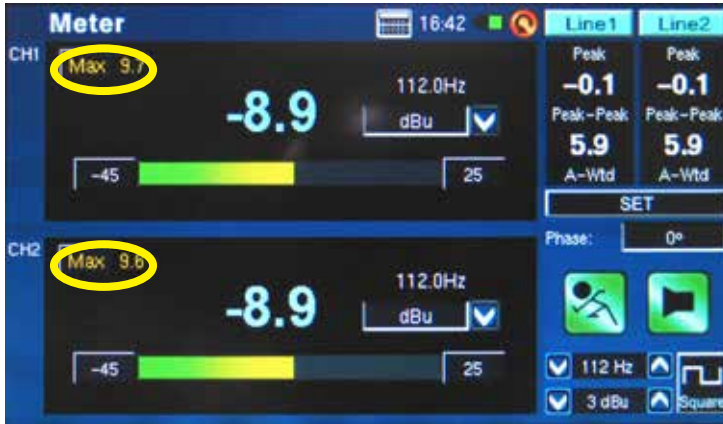 Meter
16:42
Line1
Line2
CH1
Max 9.7
-8.9
112.0Hz
dBu
-45
25
Peak
Peak
-0.1
-0.1
Peak-Peak
Peak-Peak
5.9
5.9
A-Wtd
A-Wtd
SET
Phase:
0º
CH2
Max 9.6
-8.9
112.0Hz
dBu
-45
25
112 Hz
3 dBu
Square